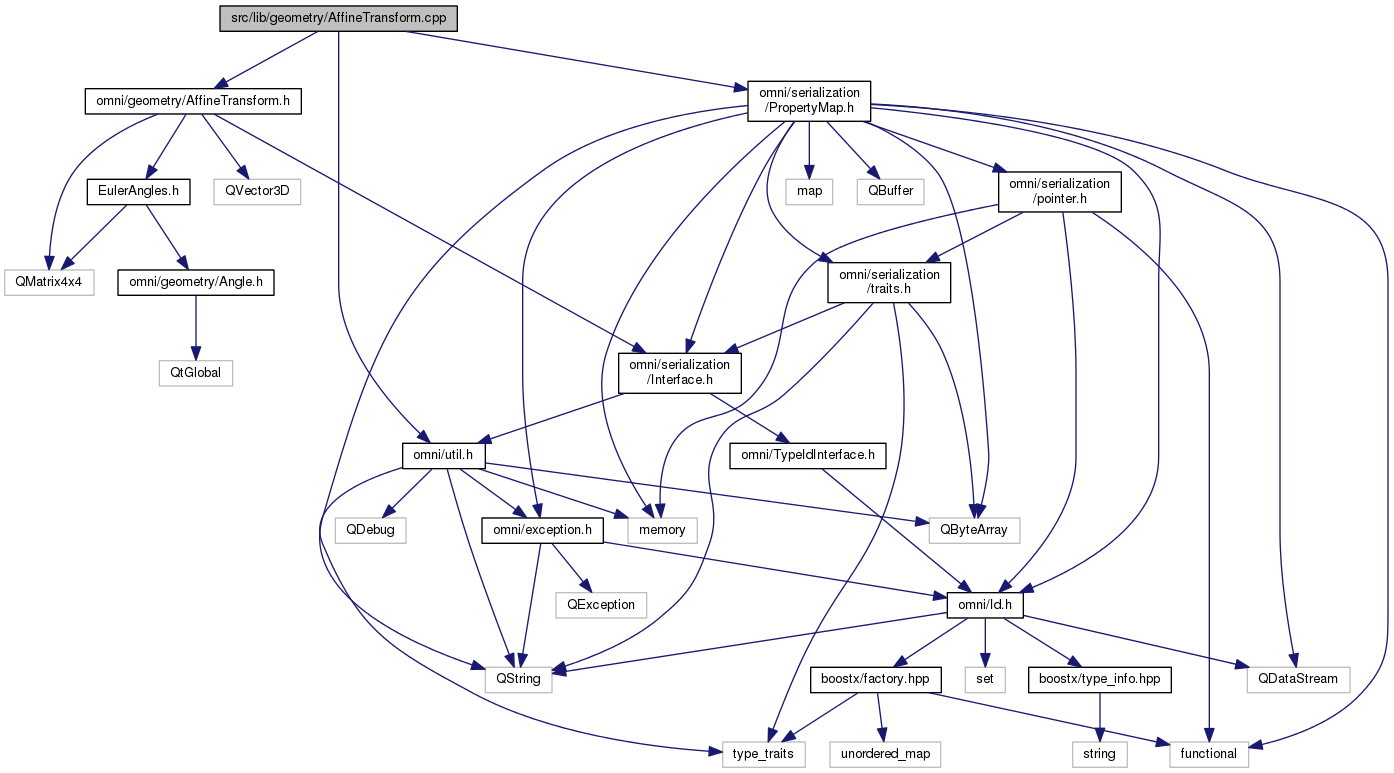 src/lib/geometry/AffineTransform.cpp
omni/geometry/AffineTransform.h
omni/serialization
/PropertyMap.h
EulerAngles.h
QVector3D
map
QBuffer
omni/serialization
/pointer.h
QMatrix4x4
omni/geometry/Angle.h
omni/serialization
/traits.h
QtGlobal
omni/serialization
/Interface.h
omni/util.h
omni/TypeIdInterface.h
QDebug
omni/exception.h
memory
QByteArray
QException
omni/Id.h
QString
boostx/factory.hpp
set
boostx/type_info.hpp
QDataStream
type_traits
unordered_map
string
functional